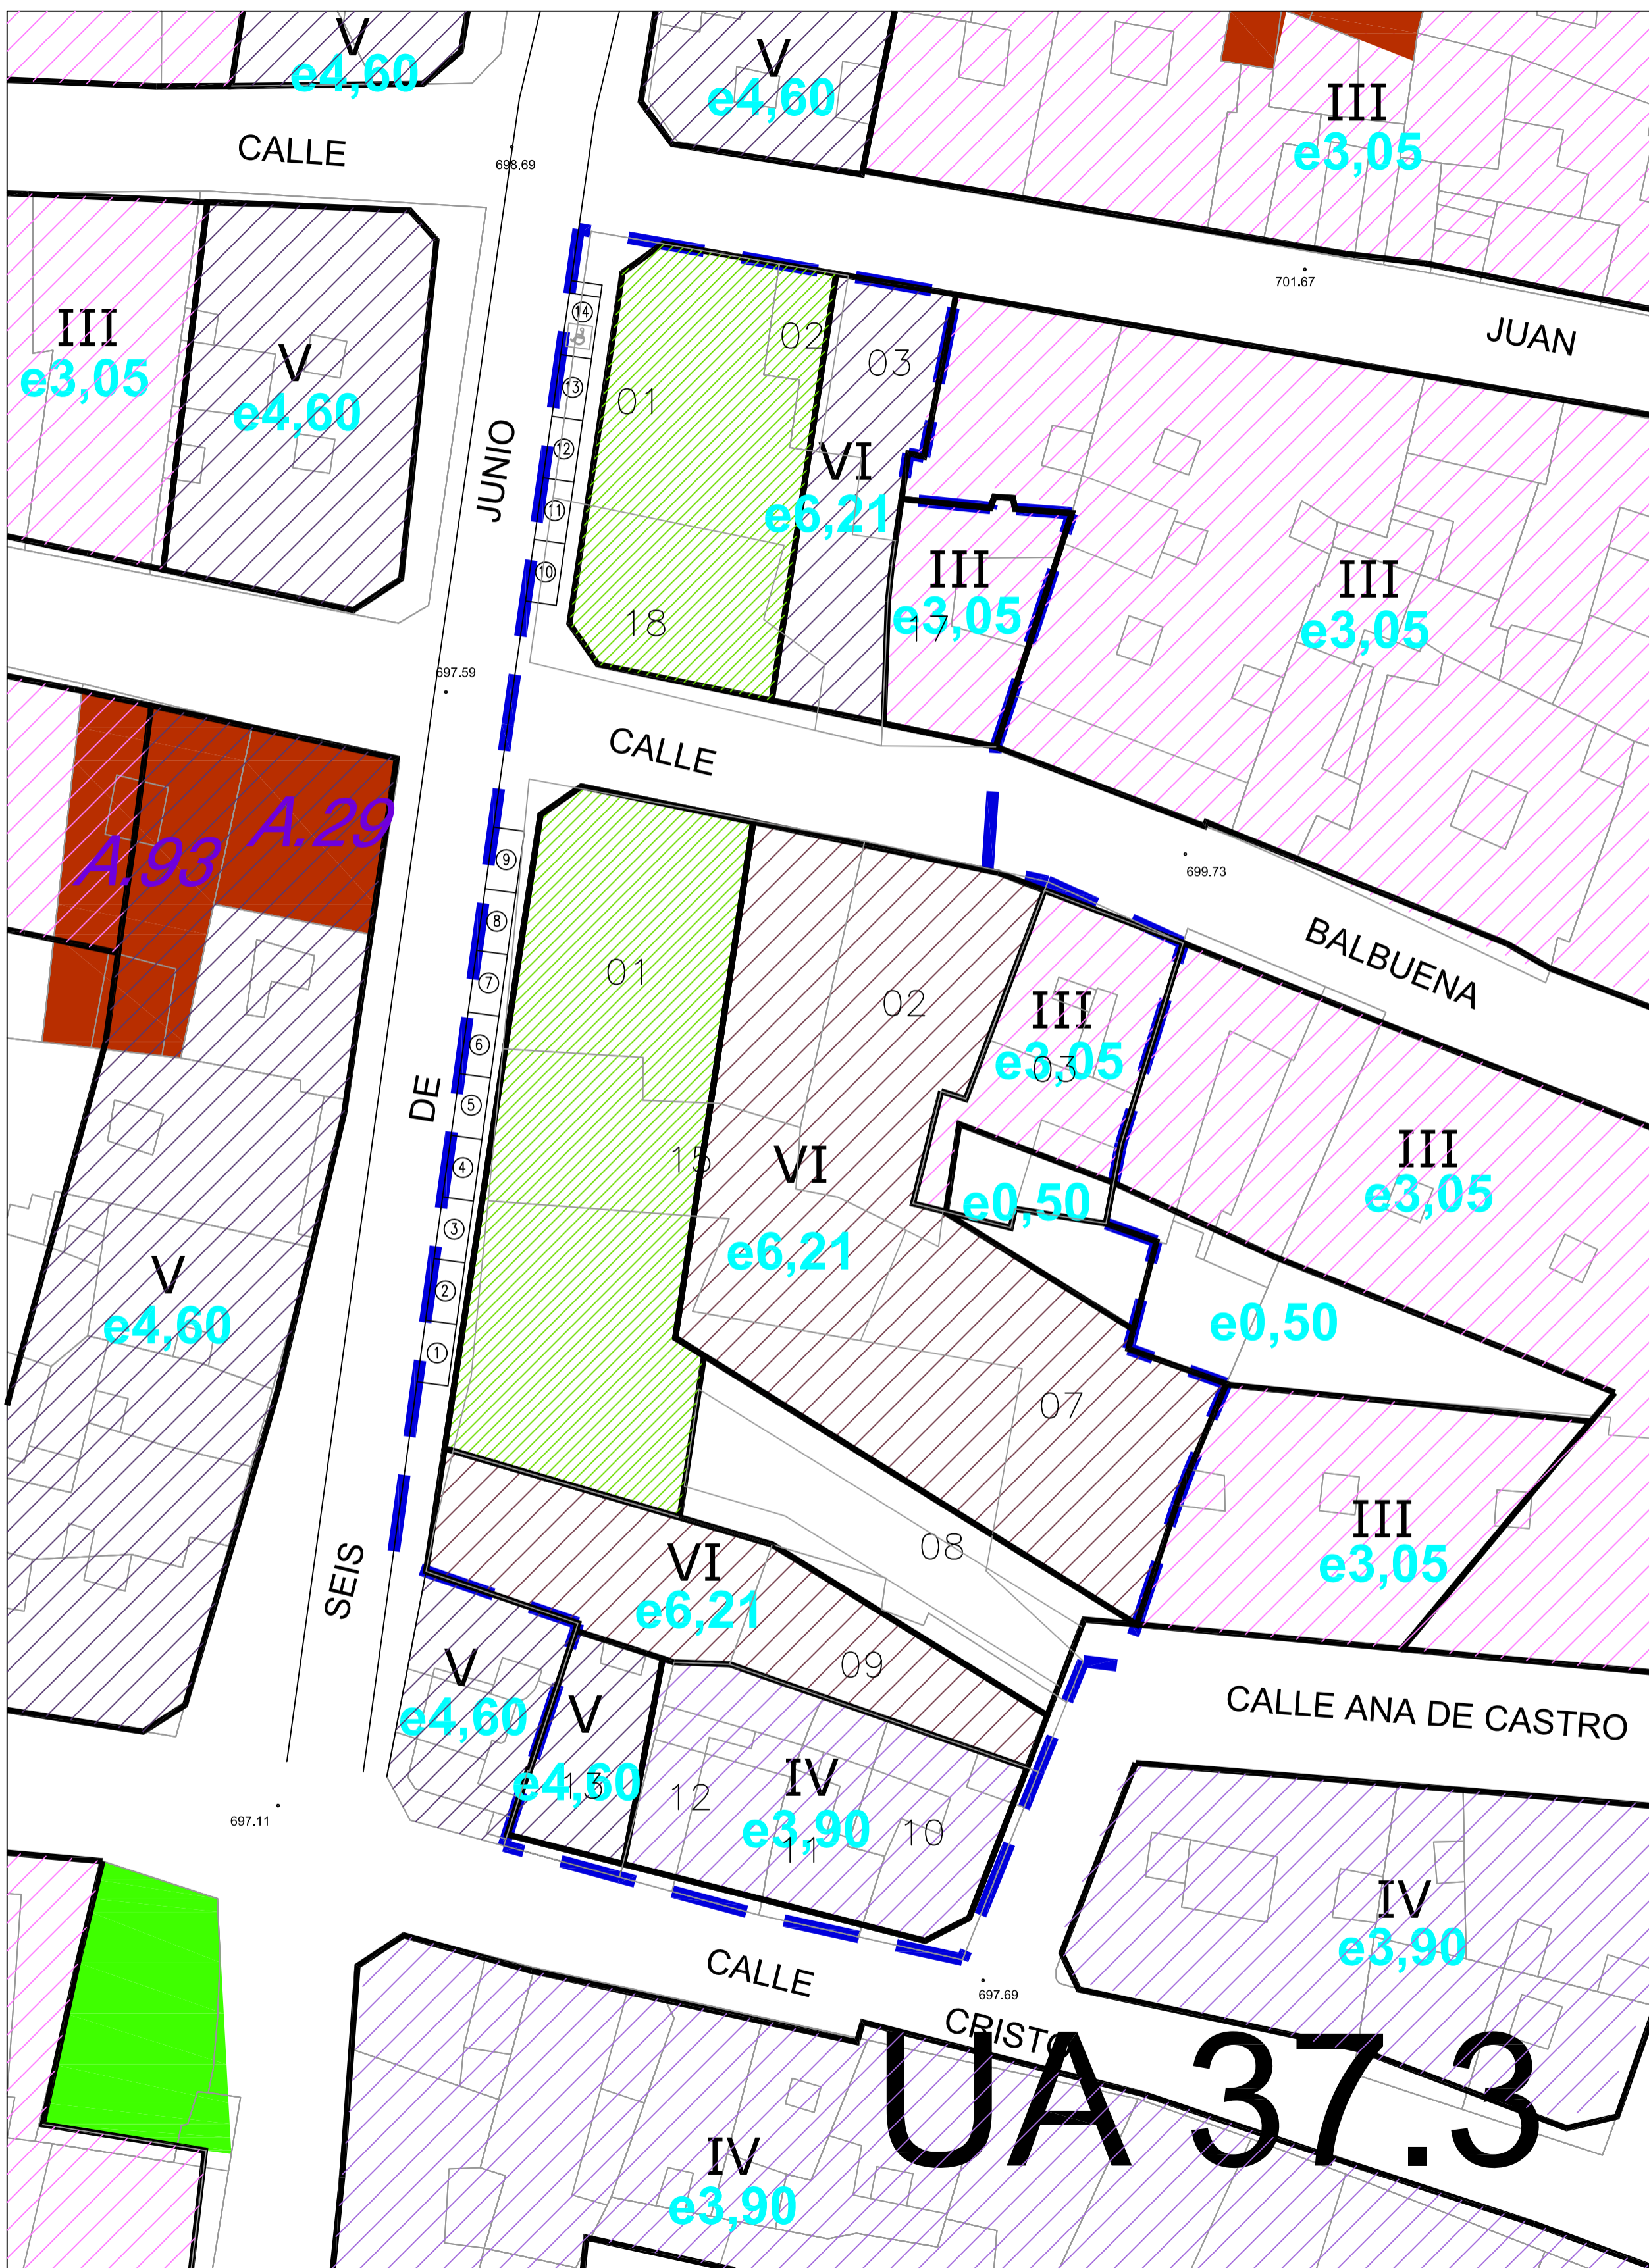 V
e4,60
V
e4,60
III
e3,05
CALLE
698.69
701.67
JUAN
III
e3,05
V
e4,60
JUNIO
14
13
12
11
10
01
02
03
VI
e6,21
18
III
e3,05
17
III
e3,05
697.59
CALLE
699.73
BALBUENA
A.93
A.29
9
8
7
6
5
4
3
2
1
DE
01
02
15
VI
e6,21
III
e3,05
03
e0,50
III
e3,05
e0,50
V
e4,60
07
08
III
e3,05
SEIS
VI
e6,21
09
V
e4,60
V
e4,60
13
12
IV
e3,90
11
10
CALLE ANA DE CASTRO
697.11
IV
e3,90
CALLE
697.69
CRISTO
UA 37.3
IV
e3,90